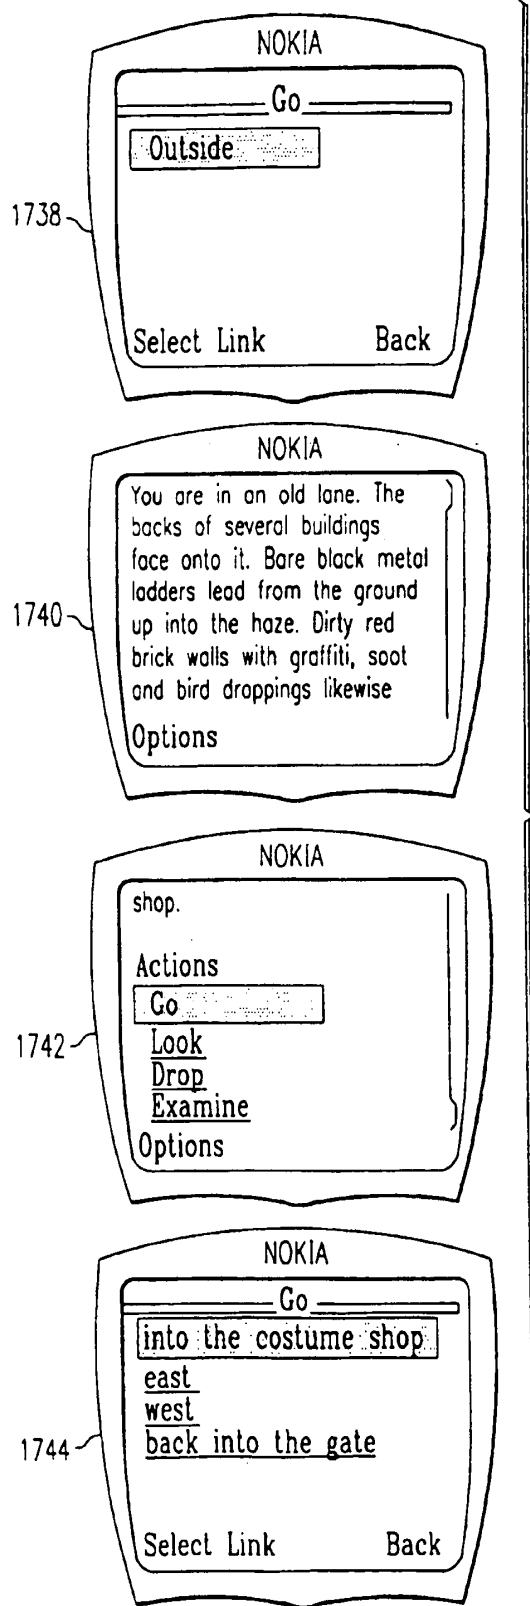 NOKIA
Go
Outside
1738
Select Link Back
NOKIA
You are in an old lane. The
backs of several buildings
face onto it. Bare black metal
ladders lead from the ground
up into the haze. Dirty red
brick walls with graffiti, soot
and bird droppings likewise
1740
Options
NOKIA
shop.
Actions
Go
Look
Drop
Examine
1742
Options
NOKIA
Go
into the costume shop
east
west
back into the gate
1744
Select Link Back